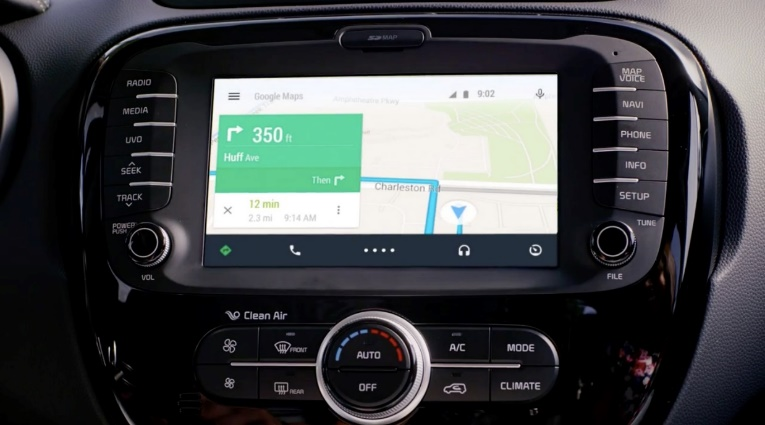 SD MAP
RADIO
MEDIA
UVO
SEEK
TRACK
POWER
PUSH
VOL
Google Maps
9:02
350 ft
Huff Ave
Then
12 min
2.3 mi 9:14 AM
Charleston Rd
MAP
VOICE
NAVI
PHONE
INFO
SETUP
TUNE
FILE
Clean Air
FRONT
AUTO
A/C
MODE
REAR
OFF
CLIMATE